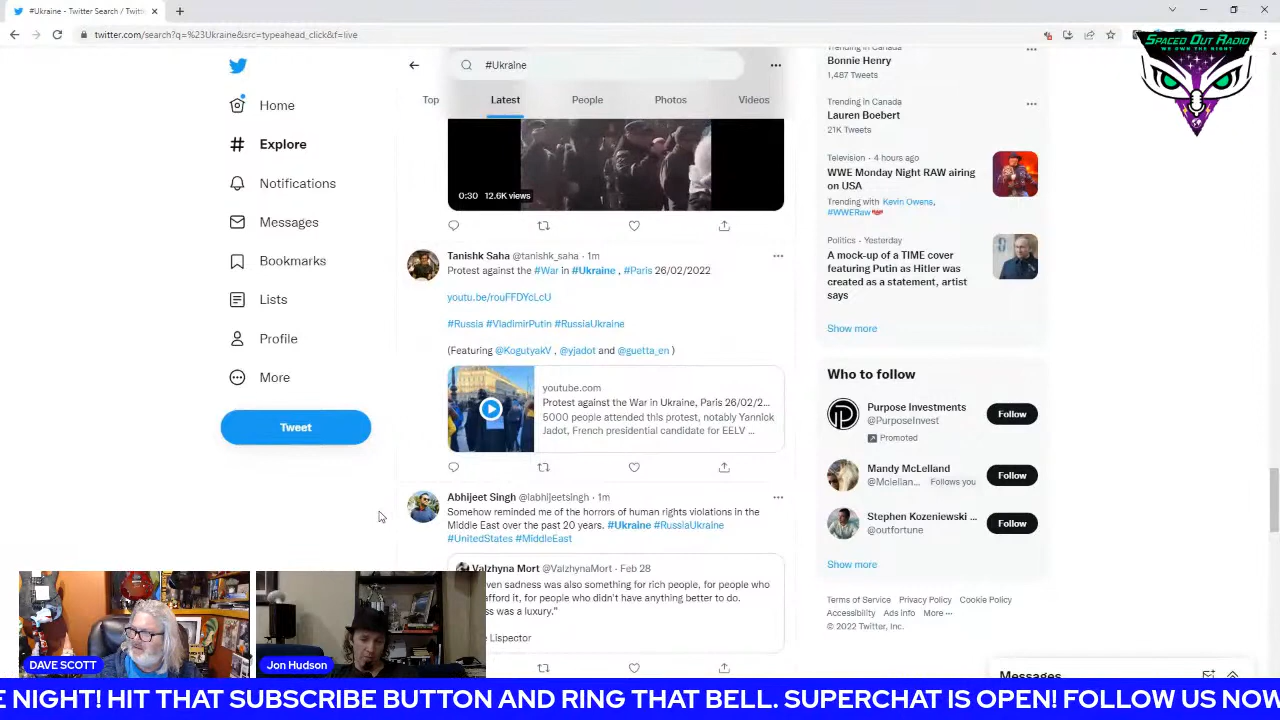 #Ukraine - Twitter Search / Twitt
twitter.com/search?q=%23Ukraine&src=typeahead_click&f=live
SPACED OUT RADIO
WE OWN THE NIGHT
Home
Explore
Notifications
Messages
Bookmarks
Lists
Profile
More
Tweet
#Ukraine
Top Latest People Photos Videos
0:30 12.6K views
Tanishk Saha @tanishk_saha · 1m
Protest against the #War in #Ukraine , #Paris 26/02/2022
youtu.be/rouFFDYcLcU
#Russia #VladimirPutin #RussiaUkraine
(Featuring @KogutyakV , @yjadot and @guetta_en )
youtube.com
Protest against the War in Ukraine, Paris 26/02/2...
5000 people attended this protest, notably Yannick
Jadot, French presidential candidate for EELV ...
Abhijeet Singh @labhijeetsingh · 1m
Somehow reminded me of the horrors of human rights violations in the
Middle East over the past 20 years. #Ukraine #RussiaUkraine
#UnitedStates #MiddleEast
Valzhyna Mort @ValzhynaMort · Feb 28
ven sadness was also something for rich people, for people who
fford it, for people who didn't have anything better to do.
ss was a luxury."
Lispector
Trending in Canada
Bonnie Henry
1,487 Tweets
Trending in Canada
Lauren Boebert
21K Tweets
Television · 4 hours ago
WWE Monday Night RAW airing
on USA
Trending with Kevin Owens,
#WWERaw
Politics · Yesterday
A mock-up of a TIME cover
featuring Putin as Hitler was
created as a statement, artist
says
Show more
Who to follow
Purpose Investments
@PurposeInvest
Promoted
Follow
Mandy McLelland
@Mclellan... Follows you
Follow
Stephen Kozeniewski ...
@outfortune
Follow
Show more
Terms of Service Privacy Policy Cookie Policy
Accessibility Ads info More ···
© 2022 Twitter, Inc.
Messages
DAVE SCOTT
Jon Hudson
E NIGHT! HIT THAT SUBSCRIBE BUTTON AND RING THAT BELL. SUPERCHAT IS OPEN! FOLLOW US NOW